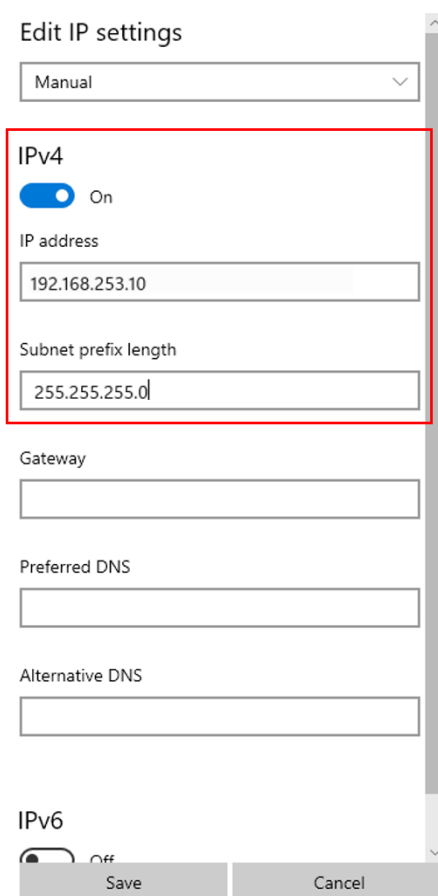 Edit IP settings
Manual
IPv4
On
IP address
192.168.253.10
Subnet prefix length
255.255.255.0
Gateway
Preferred DNS
Alternative DNS
IPv6
Off
Save Cancel